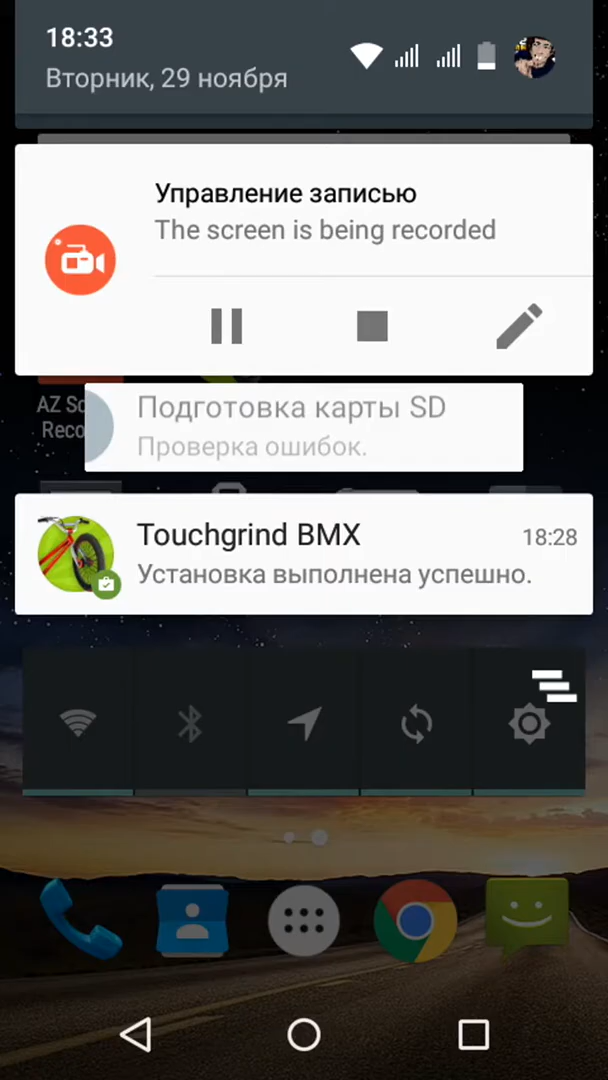 18:33
Вторник, 29 ноября
Управление записью
The screen is being recorded
AZ Sc
Reco
Подготовка карты SD
Проверка ошибок.
Touchgrind BMX
18:28
Установка выполнена успешно.